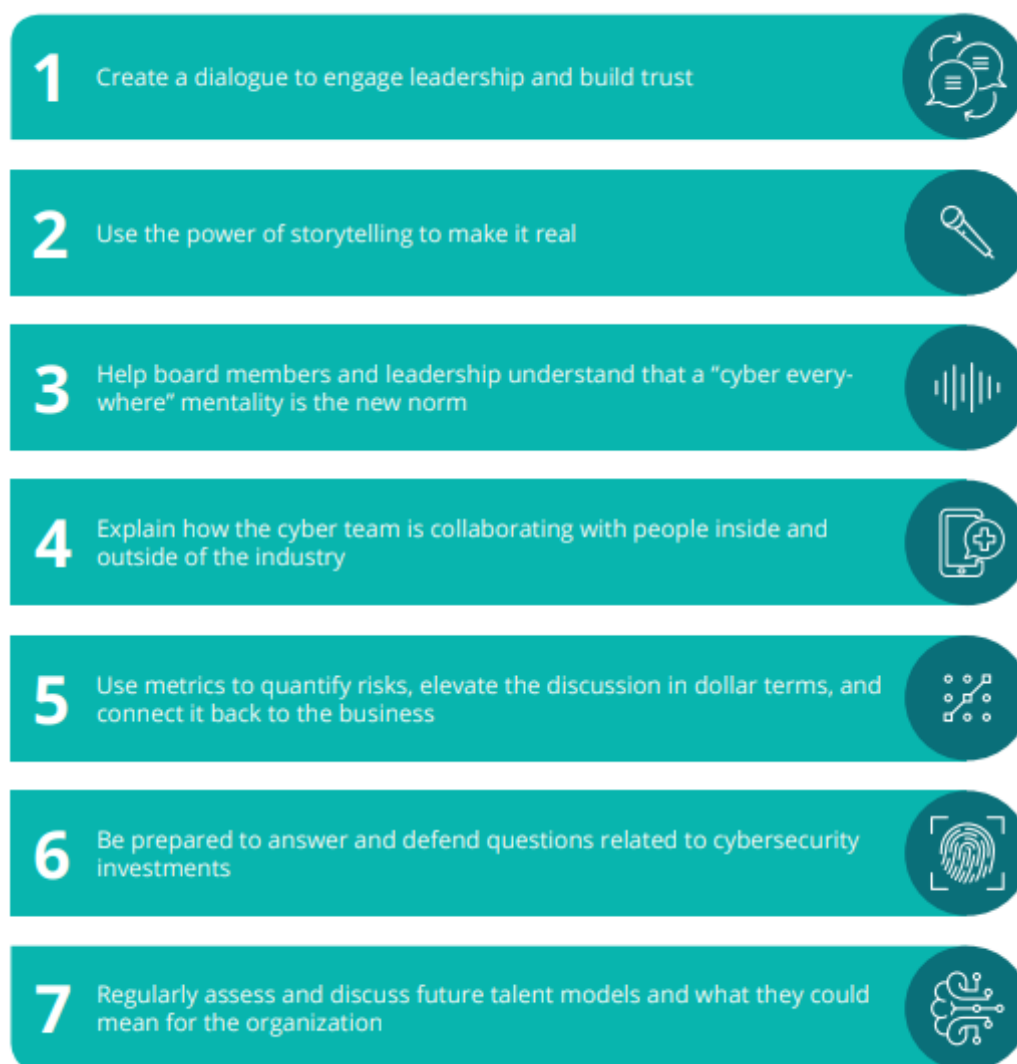 1
Create a dialogue to engage leadership and build trust
2
Use the power of storytelling to make it real
3
Help board members and leadership understand that a “cyber every-
where” mentality is the new norm
4
Explain how the cyber team is collaborating with people inside and
outside of the industry
5
Use metrics to quantify risks, elevate the discussion in dollar terms, and
connect it back to the business
6
Be prepared to answer and defend questions related to cybersecurity
investments
7
Regularly assess and discuss future talent models and what they could
mean for the organization